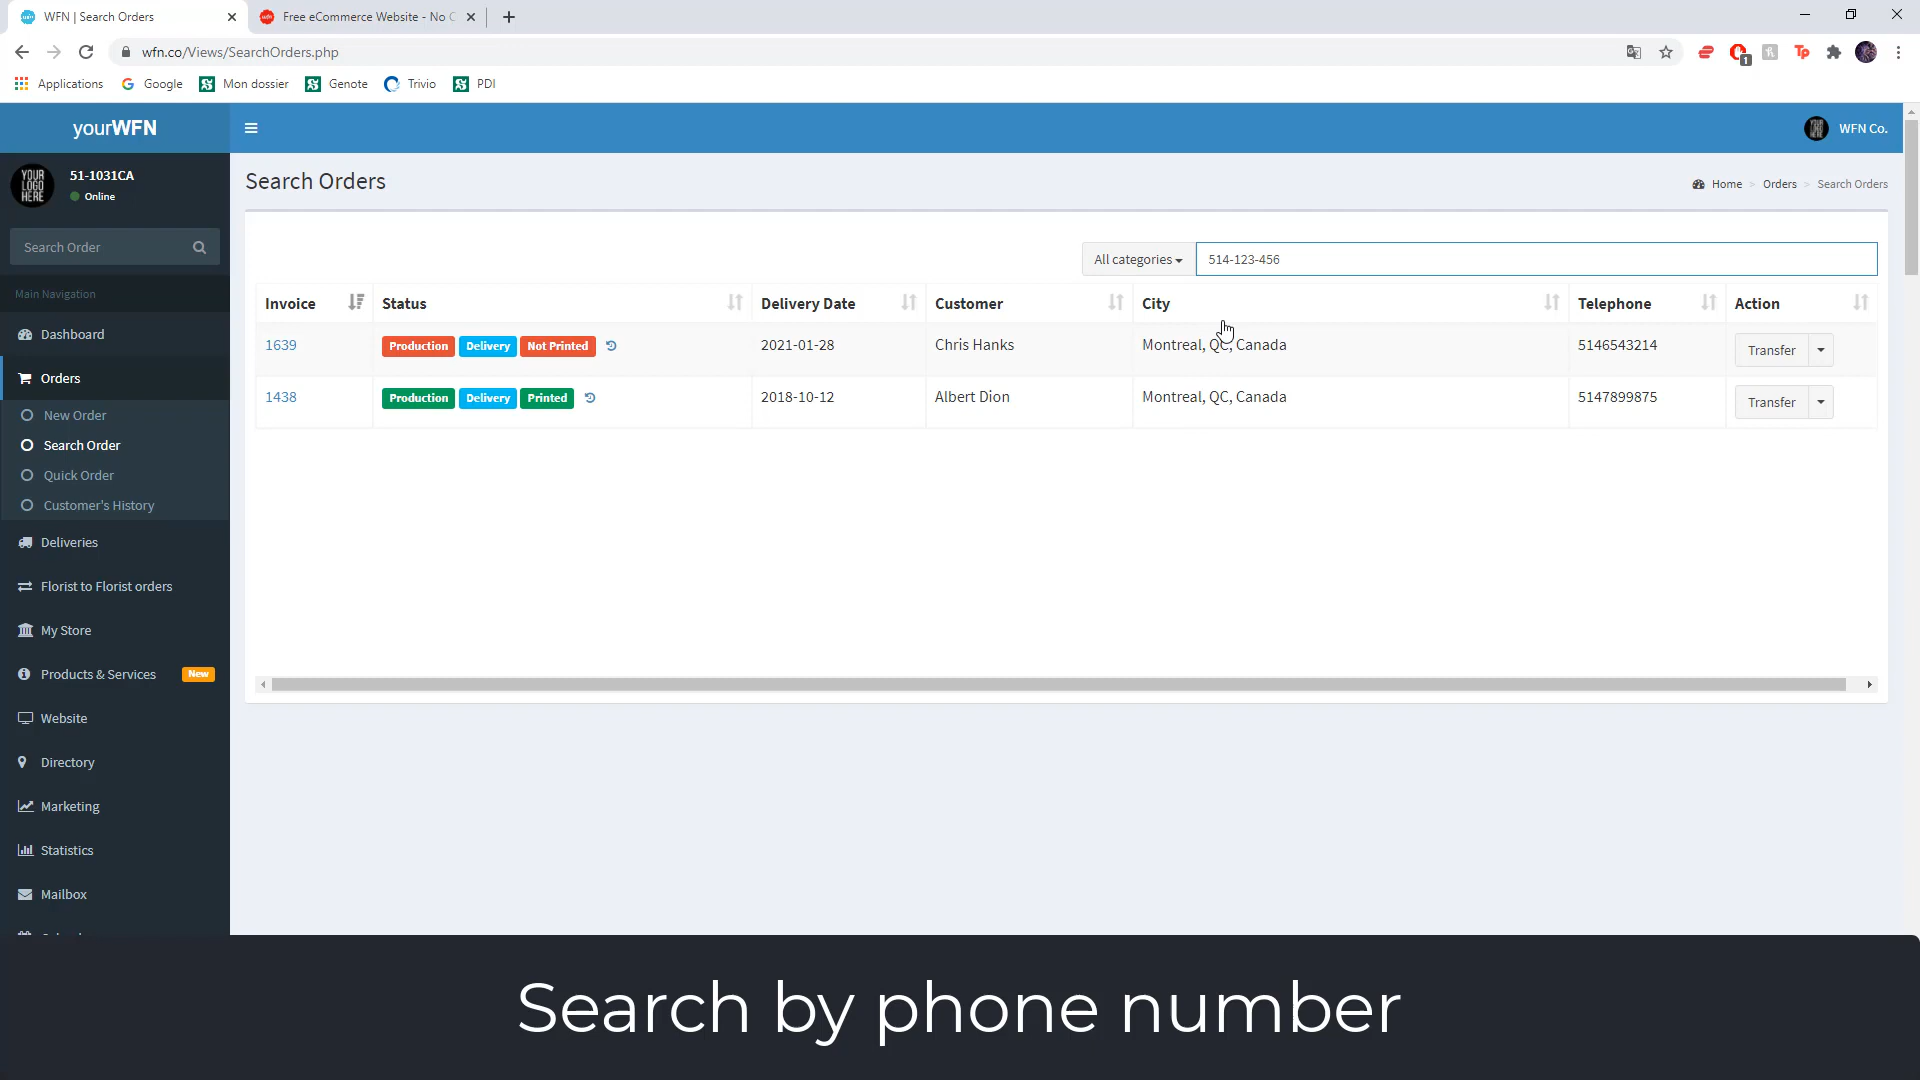 WFN | Search Orders
Free eCommerce Website - No C
wfn.co/Views/SearchOrders.php
1
Applications
Google
Mon dossier
Genote
Trivio
PDI
yourWFN
WFN Co.
YOUR LOGO HERE
51-1031CA
Online
Search Orders
Home > Orders > Search Orders
Search Order
All categories
514-123-456
Main Navigation
Invoice Status Delivery Date Customer City Telephone Action
1639 Production Delivery Not Printed 2021-01-28 Chris Hanks Montreal, QC, Canada 5146543214 Transfer
1438 Production Delivery Printed 2018-10-12 Albert Dion Montreal, QC, Canada 5147899875 Transfer
Dashboard
Orders
New Order
Search Order
Quick Order
Customer's History
Deliveries
Florist to Florist orders
My Store
Products & Services New
Website
Directory
Marketing
Statistics
Mailbox
Search by phone number